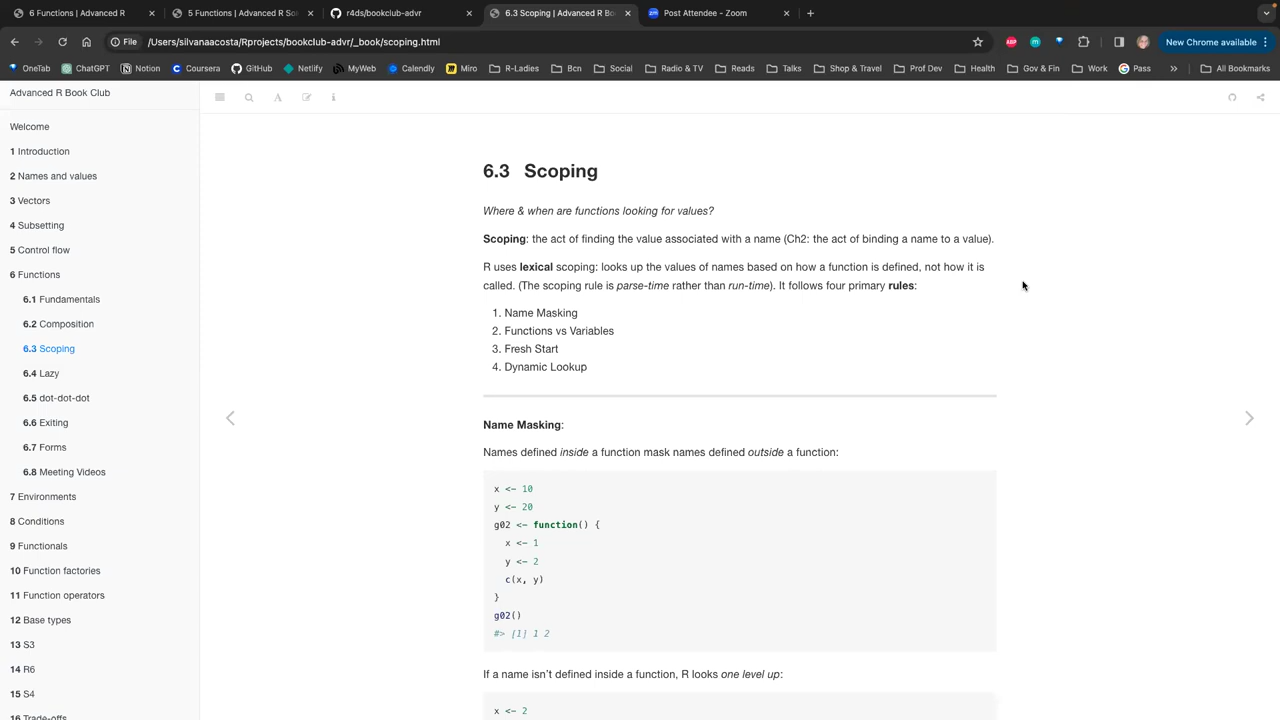 6 Functions | Advanced R
5 Functions | Advanced R So
r4ds/bookclub-advr
6.3 Scoping | Advanced R Bo
Post Attendee - Zoom
File
/Users/silvanaacosta/Rprojects/bookclub-advr/_book/scoping.html
New Chrome available
OneTab
ChatGPT
Notion
Coursera
GitHub
Netlify
MyWeb
Calendly
Miro
R-Ladies
Bcn
Social
Radio & TV
Reads
Talks
Shop & Travel
Prof Dev
Health
Gov & Fin
Work
Pass
All Bookmarks
Advanced R Book Club
Welcome
1 Introduction
2 Names and values
3 Vectors
4 Subsetting
5 Control flow
6 Functions
6.1 Fundamentals
6.2 Composition
6.3 Scoping
6.4 Lazy
6.5 dot-dot-dot
6.6 Exiting
6.7 Forms
6.8 Meeting Videos
7 Environments
8 Conditions
9 Functionals
10 Function factories
11 Function operators
12 Base types
13 S3
14 R6
15 S4
16 Trade-offs
6.3 Scoping
Where & when are functions looking for values?
Scoping: the act of finding the value associated with a name (Ch2: the act of binding a name to a value).
R uses lexical scoping: looks up the values of names based on how a function is defined, not how it is
called. (The scoping rule is parse-time rather than run-time). It follows four primary rules:
1. Name Masking
2. Functions vs Variables
3. Fresh Start
4. Dynamic Lookup
Name Masking:
Names defined inside a function mask names defined outside a function:
x <- 10
y <- 20
g02 <- function() {
x <- 1
y <- 2
c(x, y)
}
g02()
#> [1] 1 2
If a name isn't defined inside a function, R looks one level up:
x <- 2